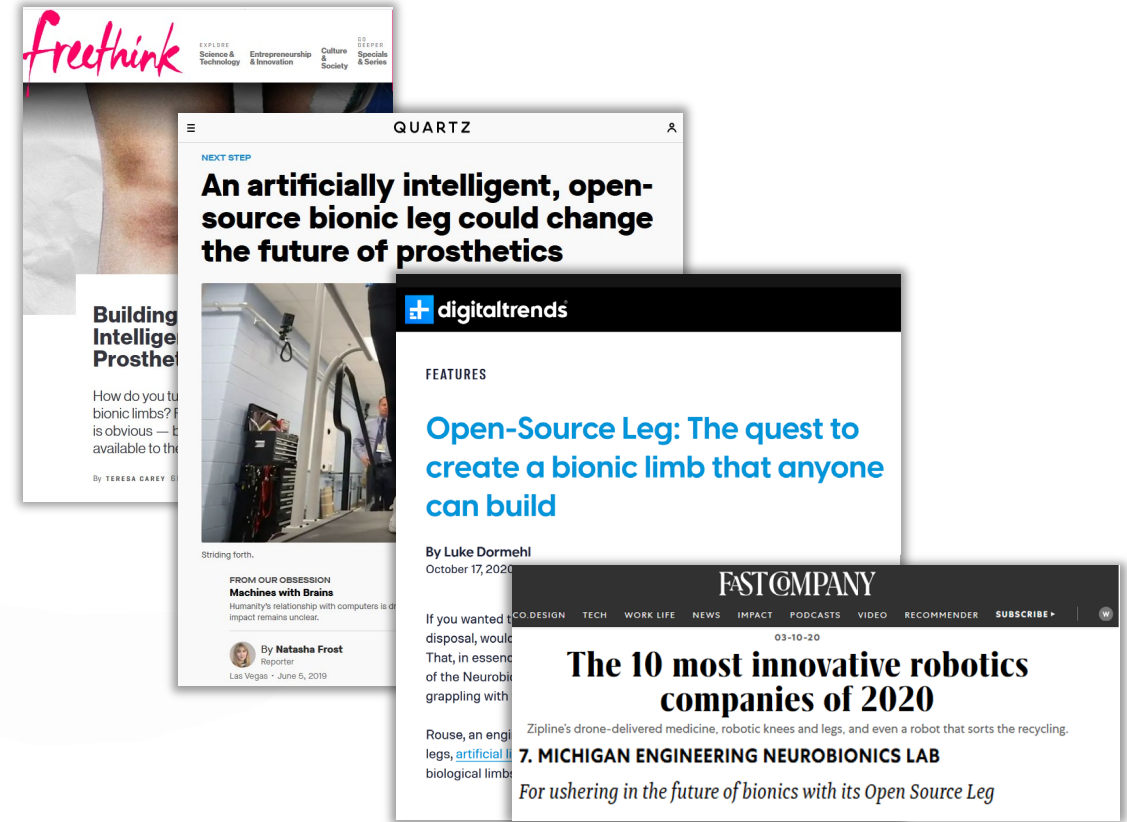 freethink
EXPLORE
Science &
Technology
Entrepreneurship
& Innovation
Culture
&
Society
GO
DEEPER
Specials
& Series
Building
Prosthet
How do you
bionic limbs?
is obvious —
available to the
By TERESA CAREY
QUARTZ
NEXT STEP
An artificially intelligent, open-
source bionic leg could change
the future of prosthetics
Striding forth.
FROM OUR OBSESSION
Machines with Brains
Humanity's relationship with computers is
impact remains unclear.
By Natasha Frost
Reporter
Las Vegas • June 5, 2019
digitaltrends
FEATURES
Open-Source Leg: The quest to
create a bionic limb that anyone
can build
By Luke Dormehl
October 17, 2020
If you wanted
disposal,
That, in
of the
grappling with
Rouse, an
legs,
biological limbs
FAST COMPANY
CO.DESIGN
TECH
WORK LIFE
NEWS
IMPACT
PODCASTS
VIDEO
RECOMMENDER
SUBSCRIBE
W
03-10-20
The 10 most innovative robotics
companies of 2020
Zipline's drone-delivered medicine, robotic knees and legs, and even a robot that sorts the recycling.
7. MICHIGAN ENGINEERING NEUROBIONICS LAB
For ushering in the future of bionics with its Open Source Leg